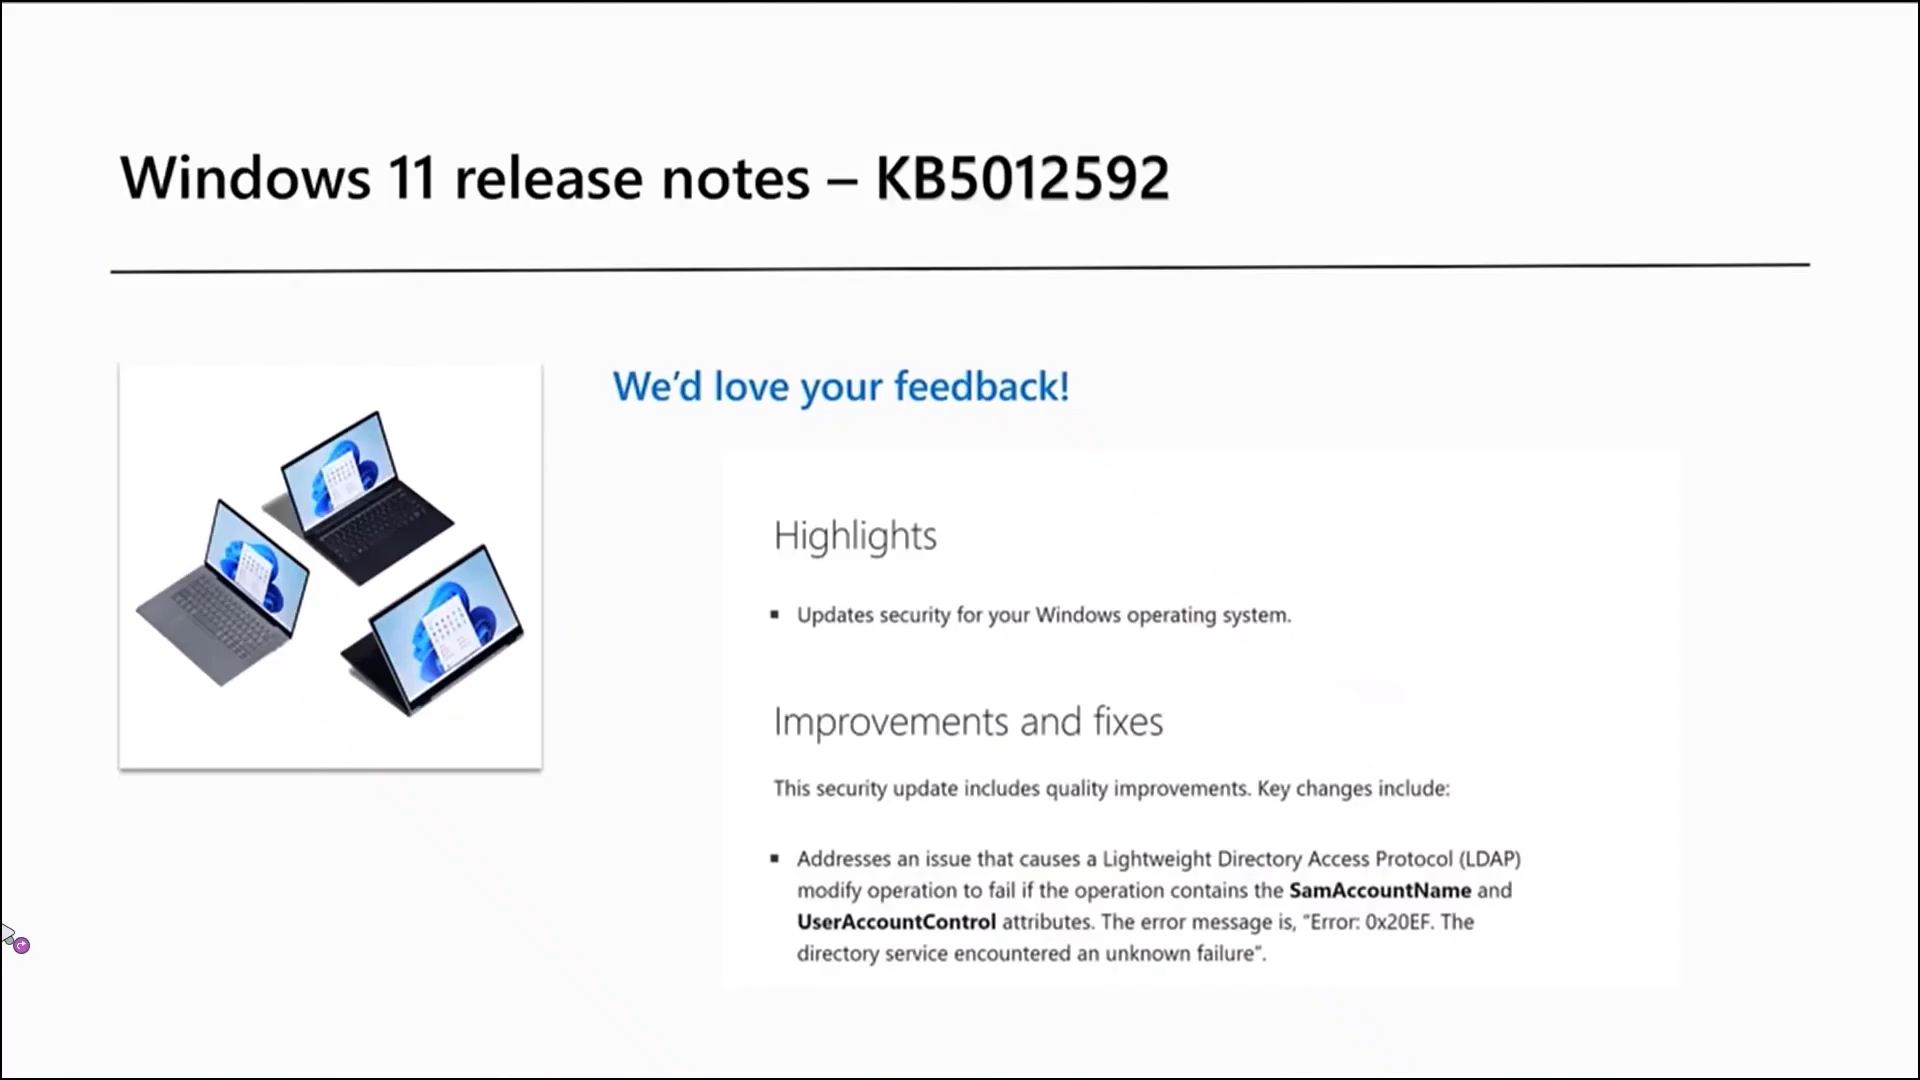 Windows 11 release notes – KB5012592
We’d love your feedback!
Highlights
▪ Updates security for your Windows operating system.
Improvements and fixes
This security update includes quality improvements. Key changes include:
▪ Addresses an issue that causes a Lightweight Directory Access Protocol (LDAP)
modify operation to fail if the operation contains the SamAccountName and
UserAccountControl attributes. The error message is, “Error: 0x20EF. The
directory service encountered an unknown failure”.